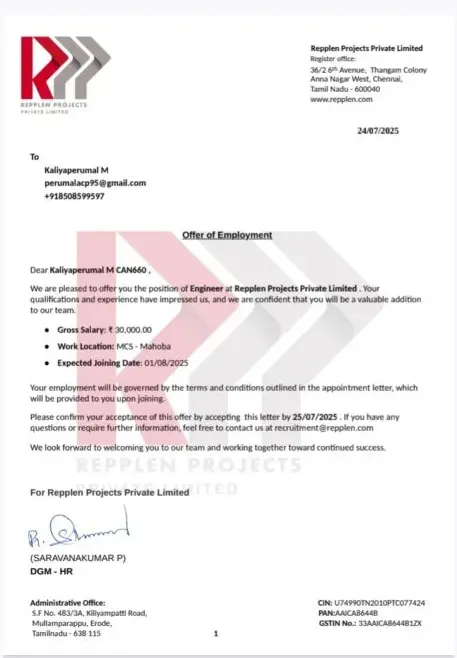 REPPLEN PROJECTS
PRIVATE LIMITED
Repplen Projects Private Limited
Register office:
36/2 6th Avenue, Thangam Colony
Anna Nagar West, Chennai,
Tamil Nadu - 600040
www.repplen.com
24/07/2025
To
Kaliyaperumal M
perumalacp95@gmail.com
+918508599597
Offer of Employment
Dear Kaliyaperumal M CAN660 ,
We are pleased to offer you the position of Engineer at Repplen Projects Private Limited . Your
qualifications and experience have impressed us, and we are confident that you will be a valuable addition
to our team.
● Gross Salary: ₹ 30,000.00
● Work Location: MCS - Mahoba
● Expected Joining Date: 01/08/2025
Your employment will be governed by the terms and conditions outlined in the appointment letter, which
will be provided to you upon joining.
Please confirm your acceptance of this offer by accepting this letter by 25/07/2025 . If you have any
questions or require further information, feel free to contact us at recruitment@repplen.com
We look forward to welcoming you to our team and working together toward continued success.
REPPLEN PROJECTS
PRIVATE LIMITED
For Repplen Projects Private Limited
(SARAVANAKUMAR P)
DGM - HR
Administrative Office:
S.F No. 483/3A, Kiliyampatti Road,
Mullamparappu, Erode,
Tamilnadu - 638 115
1
CIN: U74990TN2010PTC077424
PAN:AAICA8644B
GSTIN No.: 33AAICA8644B1ZX